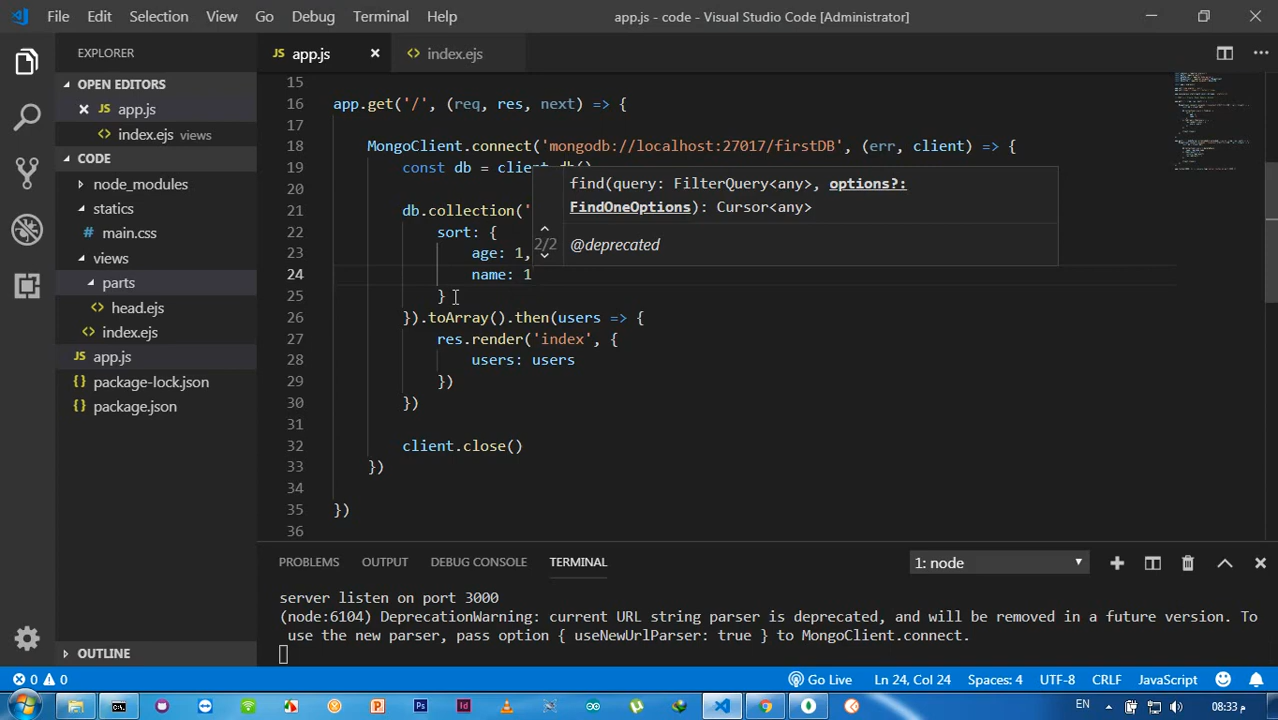 File Edit Selection View Go Debug Terminal Help
app.js - code - Visual Studio Code [Administrator]
EXPLORER
OPEN EDITORS
JS app.js
<> index.ejs views
CODE
node_modules
statics
main.css
views
parts
<> head.ejs
<> index.ejs
JS app.js
{} package-lock.json
{} package.json
OUTLINE
JS app.js
<> index.ejs
15
16 app.get('/', (req, res, next) => {
17
18 MongoClient.connect('mongodb://localhost:27017/firstDB', (err, client) => {
19 const db = client.db()
20
21 db.collection('
22 sort: {
23 age: 1,
24 name: 1
25 }
26 }).toArray().then(users => {
27 res.render('index', {
28 users: users
29 })
30 })
31
32 client.close()
33 })
34
35 })
36
find(query: FilterQuery<any>, options?:
FindOneOptions): Cursor<any>
2/2
@deprecated
PROBLEMS OUTPUT DEBUG CONSOLE TERMINAL
1: node
server listen on port 3000
(node:6104) DeprecationWarning: current URL string parser is deprecated, and will be removed in a future version. To
use the new parser, pass option { useNewUrlParser: true } to MongoClient.connect.
0 0 Go Live Ln 24, Col 24 Spaces: 4 UTF-8 CRLF JavaScript
Ps Id EN 08:33 م